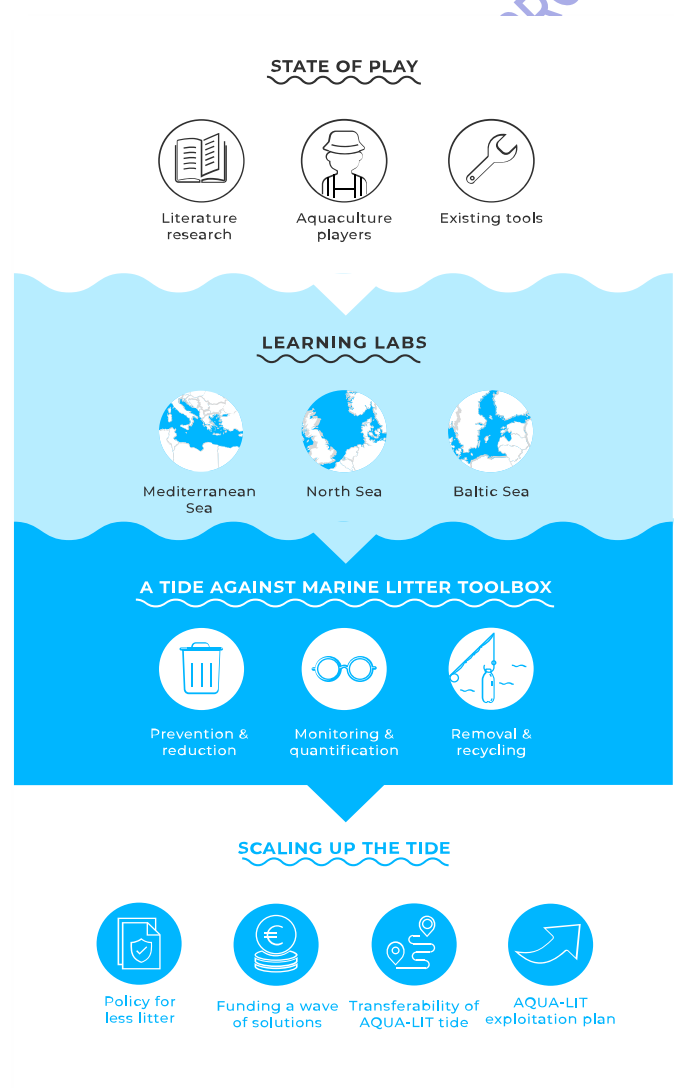 STATE OF PLAY
Literature
research
Aquaculture
players
Existing tools
LEARNING LABS
Mediterranean
Sea
North Sea
Baltic Sea
A TIDE AGAINST MARINE LITTER TOOLBOX
Prevention &
reduction
Monitoring &
quantification
Removal &
recycling
SCALING UP THE TIDE
Policy for
less litter
Funding a wave
of solutions
Transferability of
AQUA-LIT tide
AQUA-LIT
exploitation plan